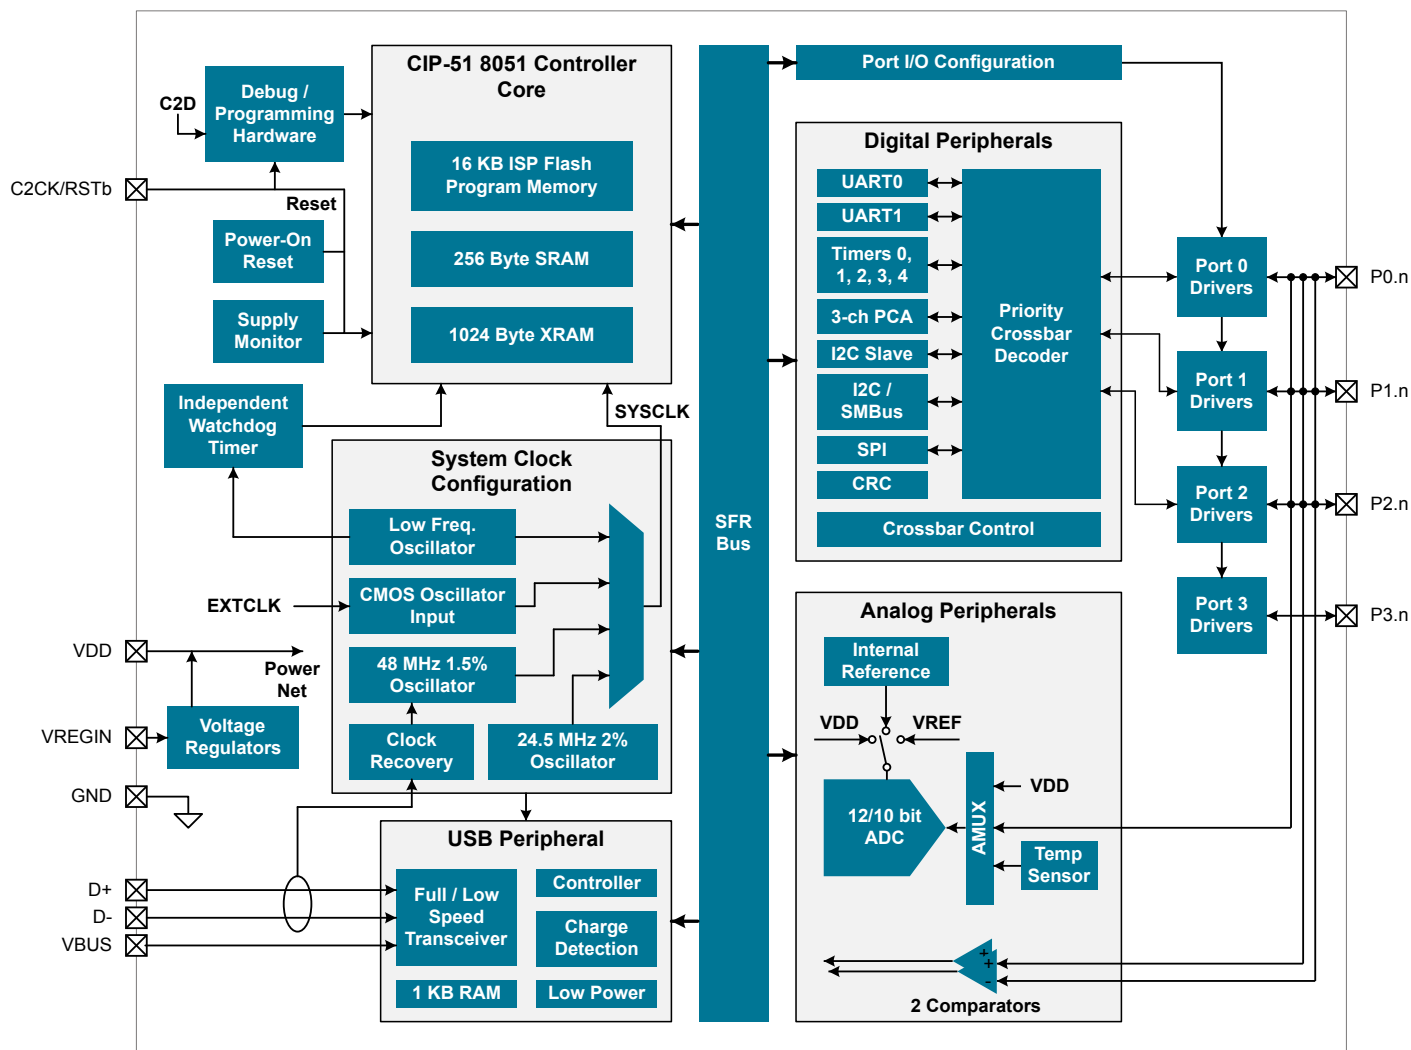 CIP-51 8051 Controller
Core
16 KB ISP Flash
Program Memory
256 Byte SRAM
1024 Byte XRAM
C2D
Debug /
Programming
Hardware
C2CK/RSTb
Reset
Power-On
Reset
Supply
Monitor
Independent
Watchdog
Timer
SYSCLK
System Clock
Configuration
Low Freq.
Oscillator
EXTCLK
CMOS Oscillator
Input
48 MHz 1.5%
Oscillator
Clock
Recovery
24.5 MHz 2%
Oscillator
VDD
Power
Net
VREGIN
Voltage
Regulators
GND
USB Peripheral
D+
D-
VBUS
Full / Low
Speed
Transceiver
Controller
Charge
Detection
1 KB RAM
Low Power
SFR
Bus
Port I/O Configuration
Digital Peripherals
UART0
UART1
Timers 0,
1, 2, 3, 4
3-ch PCA
I2C Slave
I2C /
SMBus
SPI
CRC
Priority
Crossbar
Decoder
Crossbar Control
Port 0
Drivers
P0.n
Port 1
Drivers
P1.n
Port 2
Drivers
P2.n
Port 3
Drivers
P3.n
Analog Peripherals
Internal
Reference
VDD
VREF
12/10 bit
ADC
AMUX
VDD
Temp
Sensor
+
+
-
2 Comparators